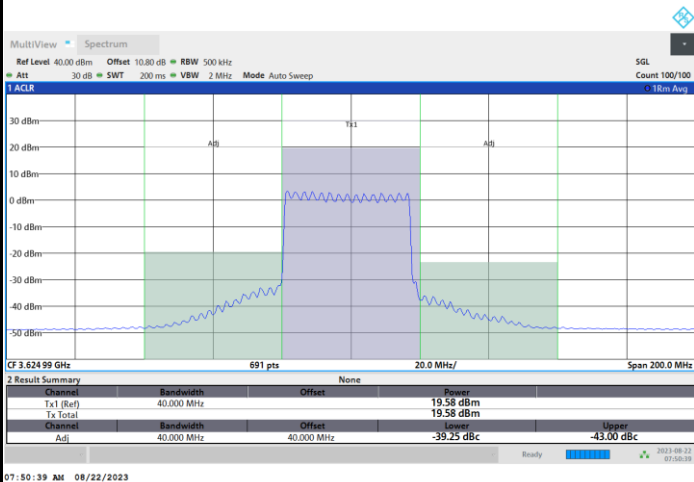 MultiView Spectrum
Ref Level 40.00 dBm Offset 10.80 dB RBW 500 kHz SGL
Att 30 dB SWT 200 ms VBW 2 MHz Mode Auto Sweep Count 100/100
1 ACLR 1Rm Avg
30 dBm
Tx1
20 dBm Adj Adj
10 dBm
0 dBm
-10 dBm
-20 dBm
-30 dBm
-40 dBm
-50 dBm
CF 3.624 99 GHz 691 pts 20.0 MHz/ Span 200.0 MHz
2 Result Summary None
Channel Bandwidth Offset Power
Tx1 (Ref) 40.000 MHz 19.58 dBm
Tx Total 19.58 dBm
Channel Bandwidth Offset Lower Upper
Adj 40.000 MHz 40.000 MHz -39.25 dBc -43.00 dBc
Ready 2023-08-22
07:50:39
07:50:39 AM 08/22/2023